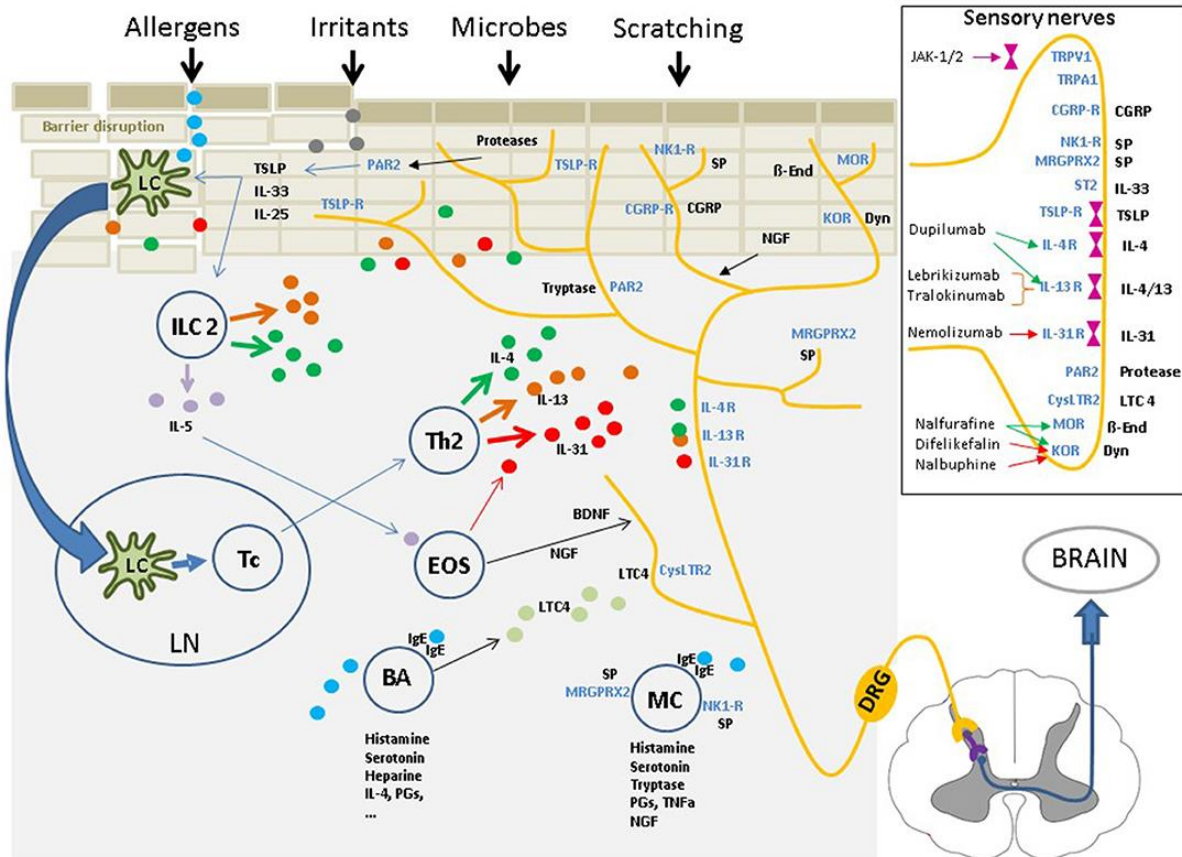 Allergens
Irritants
Microbes
Scratching
Barrier disruption
LC
TSLP
IL-33
IL-25
PAR2
Proteases
TSLP-R
TSLP-R
NK1-R
SP
CGRP-R
CGRP
ß-End
MOR
KOR
Dyn
NGF
Tryptase
PAR2
ILC 2
IL-5
MRGPRX2
SP
IL-4
IL-13
IL-31
Th2
IL-4 R
IL-13 R
IL-31 R
LC
Tc
LN
EOS
BDNF
NGF
LTC4
CysLTR2
LTC4
IgE
IgE
BA
Histamine
Serotonin
Heparine
IL-4, PGs,
...
SP
MRGPRX2
IgE
IgE
MC
NK1-R
SP
Histamine
Serotonin
Tryptase
PGs, TNFa
NGF
Sensory nerves
JAK-1/2
TRPV1
TRPA1
CGRP-R CGRP
NK1-R SP
MRGPRX2 SP
ST2 IL-33
TSLP-R TSLP
Dupilumab
IL-4 R IL-4
Lebrikizumab
Tralokinumab
IL-13 R IL-4/13
Nemolizumab IL-31 R IL-31
PAR2 Protease
CysLTR2 LTC 4
Nalfurafine MOR ß-End
Difelikefalin KOR Dyn
Nalbuphine
BRAIN
DRG